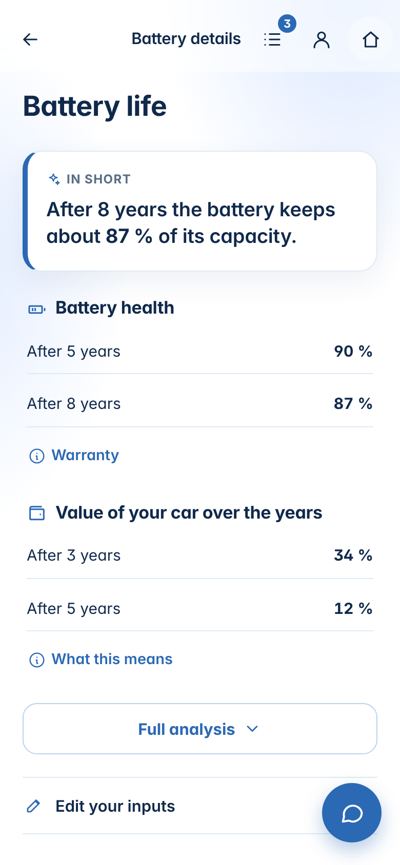 Battery details
3
Battery life
IN SHORT
After 8 years the battery keeps
about 87 % of its capacity.
Battery health
After 5 years 90 %
After 8 years 87 %
Warranty
Value of your car over the years
After 3 years 34 %
After 5 years 12 %
What this means
Full analysis
Edit your inputs